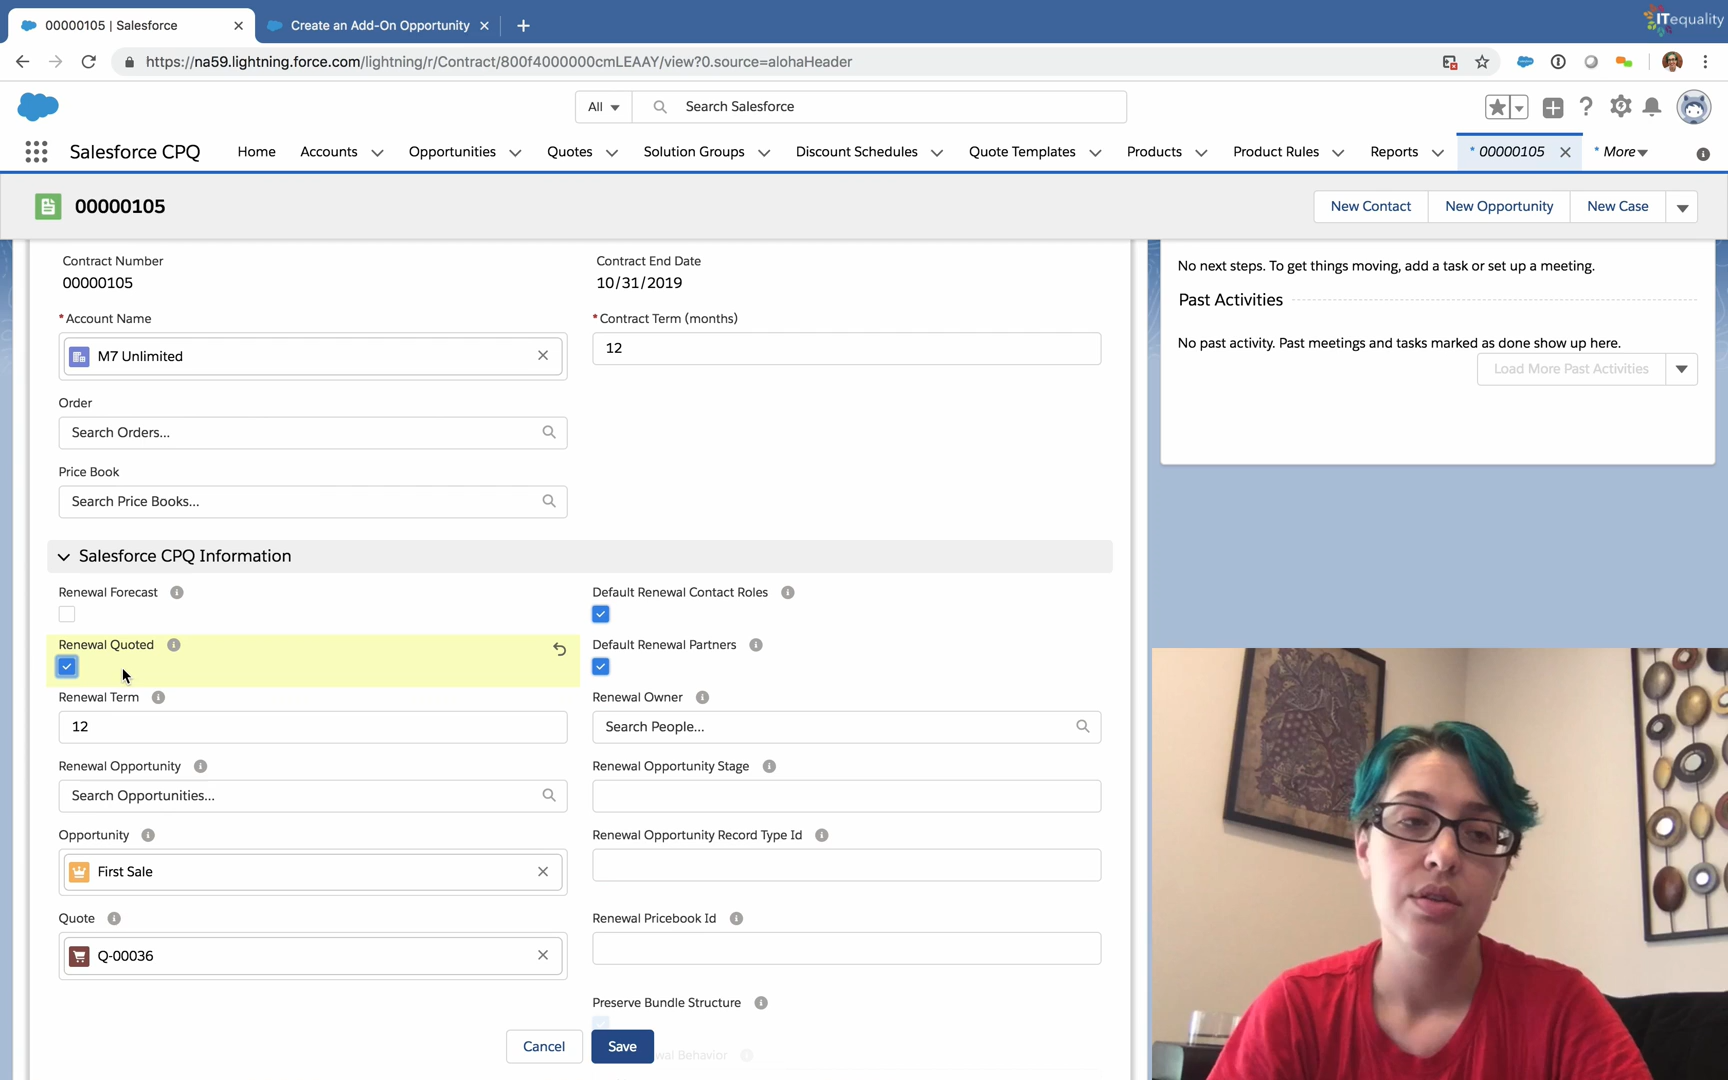 00000105 | Salesforce
Create an Add-On Opportunity
ITequality
https://na59.lightning.force.com/lightning/r/Contract/800f4000000cmLEAAY/view?0.source=alohaHeader
All
Search Salesforce
Salesforce CPQ
Home
Accounts
Opportunities
Quotes
Solution Groups
Discount Schedules
Quote Templates
Products
Product Rules
Reports
* 00000105
* More
00000105
New Contact
New Opportunity
New Case
Contract Number
00000105
Contract End Date
10/31/2019
*Account Name
M7 Unlimited
*Contract Term (months)
12
Order
Search Orders...
Price Book
Search Price Books...
No next steps. To get things moving, add a task or set up a meeting.
Past Activities
No past activity. Past meetings and tasks marked as done show up here.
Load More Past Activities
Salesforce CPQ Information
Renewal Forecast
Default Renewal Contact Roles
Renewal Quoted
Default Renewal Partners
Renewal Term
12
Renewal Owner
Search People...
Renewal Opportunity
Search Opportunities...
Renewal Opportunity Stage
Opportunity
First Sale
Renewal Opportunity Record Type Id
Quote
Q-00036
Renewal Pricebook Id
Preserve Bundle Structure
Cancel
Save
wal Behavior